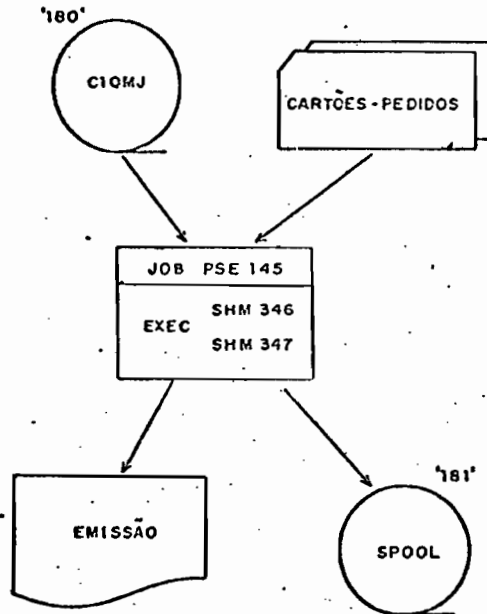 '180'
C1QMJ
CARTÕES - PEDIDOS
JOB PSE 145
EXEC
SHM 346
SHM 347
EMISSÃO
'181'
SPOOL